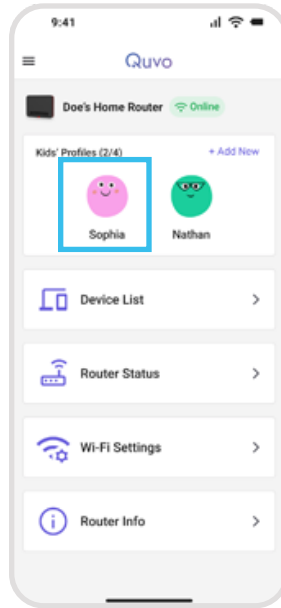 9:41
Quvo
Doe's Home Router Online
Kids' Profiles (2/4) + Add New
Sophia Nathan
Device List
Router Status
Wi-Fi Settings
Router Info